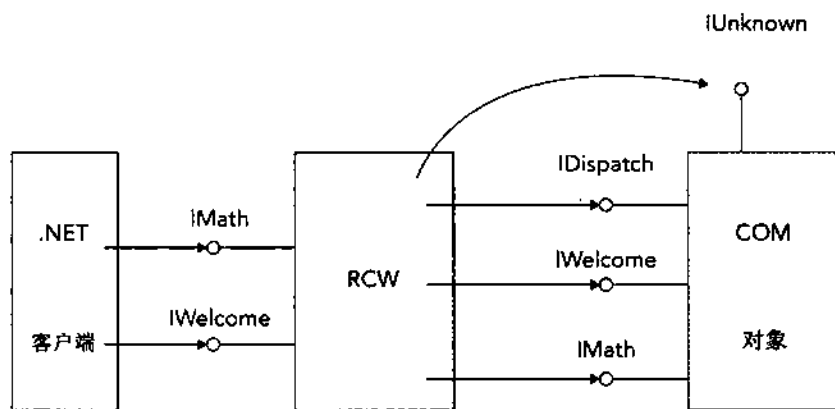 IUnknown
IDispatch
.NET
IMath
COM
IWelcome
RCW
IWelcome
客户端
IMath
对象